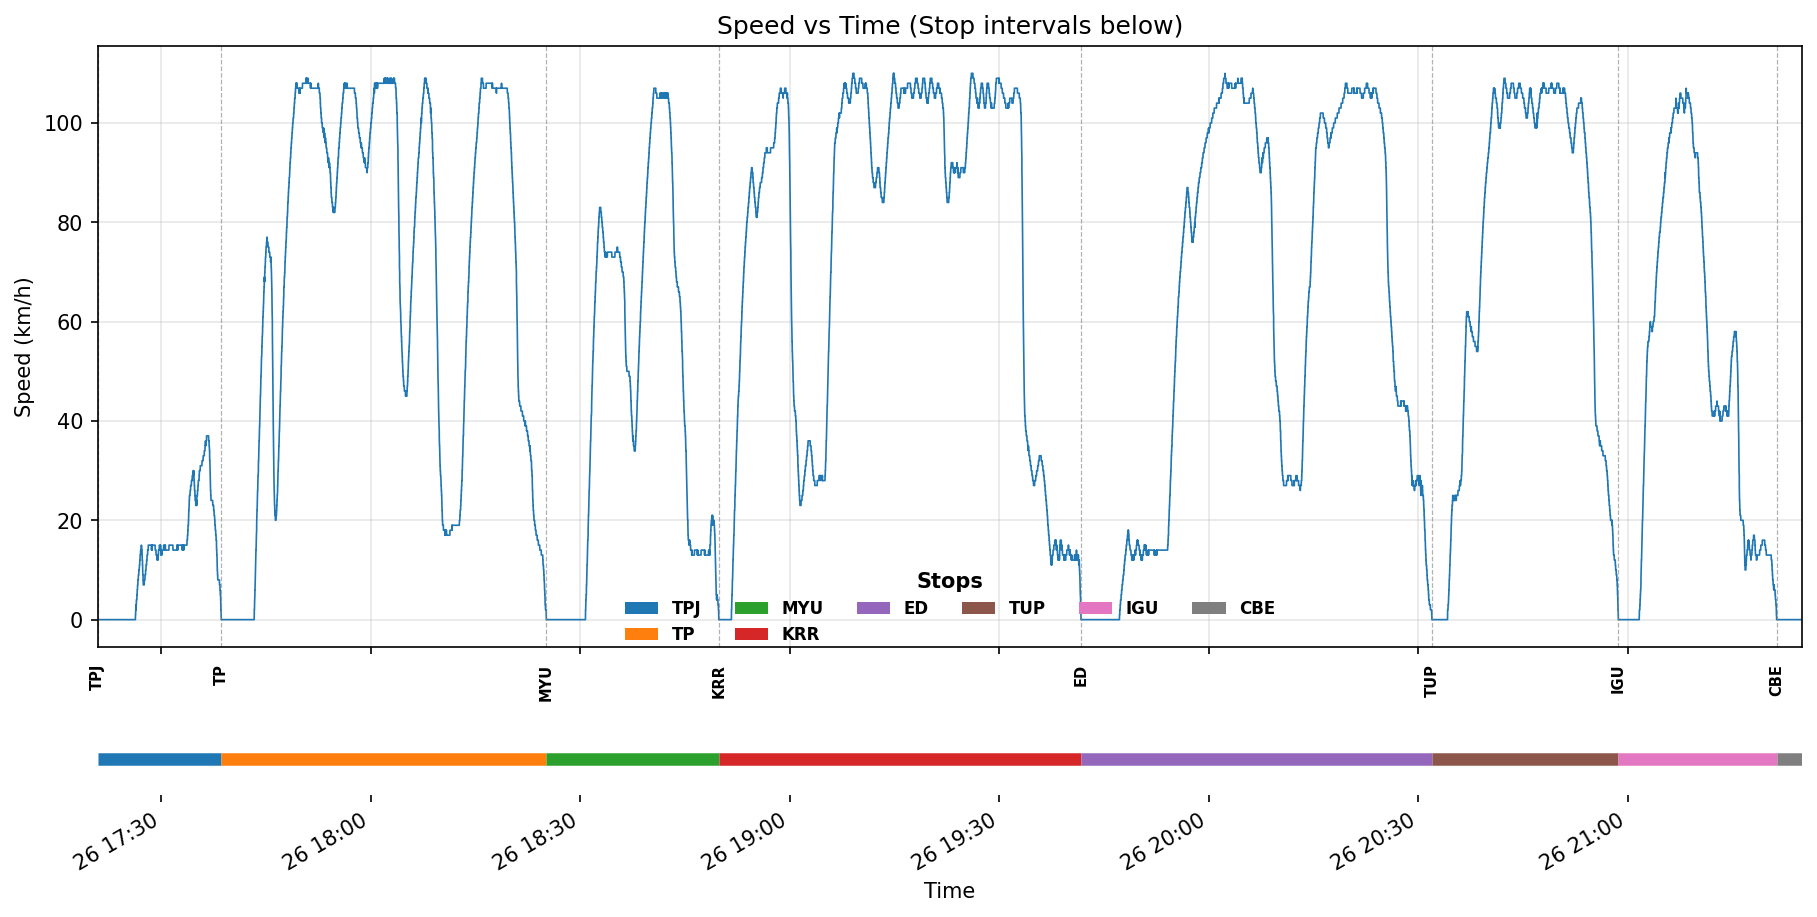 Speed vs Time (Stop intervals below)
Speed (km/h)
100
80
60
40
20
0
Stops
TPJ MYU ED TUP IGU CBE
TP KRR
TPJ TP MYU KRR ED TUP IGU CBE
26 17:30 26 18:00 26 18:30 26 19:00 26 19:30 26 20:00 26 20:30 26 21:00
Time